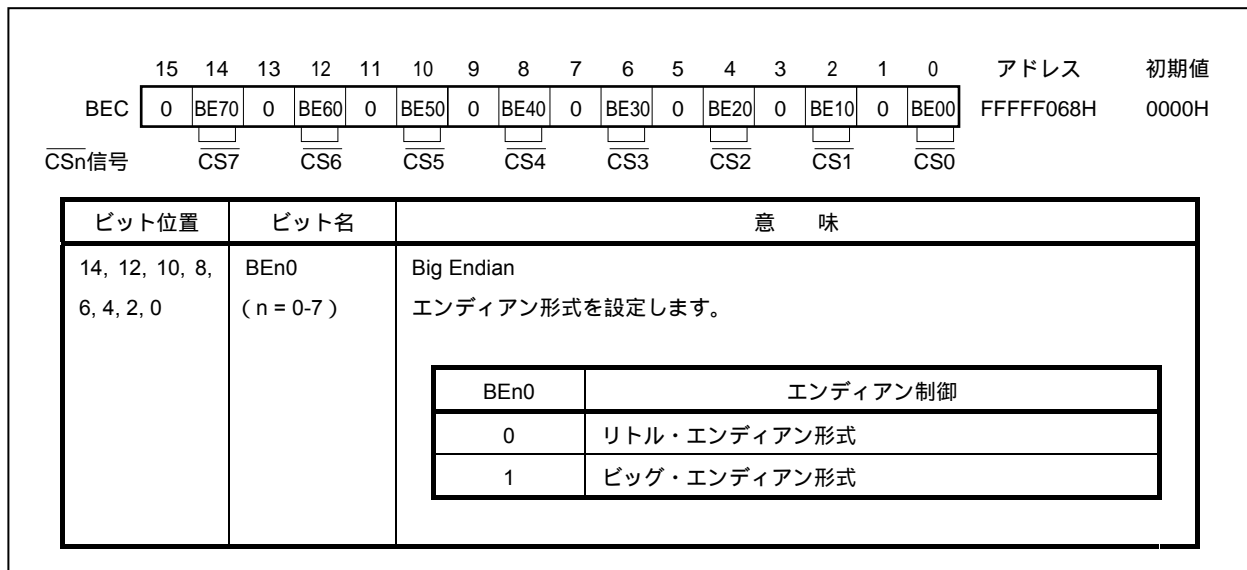 15 14 13 12 11 10 9 8 7 6 5 4 3 2 1 0 アドレス 初期値
BEC 0 BE70 0 BE60 0 BE50 0 BE40 0 BE30 0 BE20 0 BE10 0 BE00 FFFFF068H 0000H
CSn信号 CS7 CS6 CS5 CS4 CS3 CS2 CS1 CS0
ビット位置 ビット名 意 味
14, 12, 10, 8, BEn0 Big Endian
6, 4, 2, 0 (n = 0-7) エンディアン形式を設定します。
BEn0 エンディアン制御
0 リトル・エンディアン形式
1 ビッグ・エンディアン形式